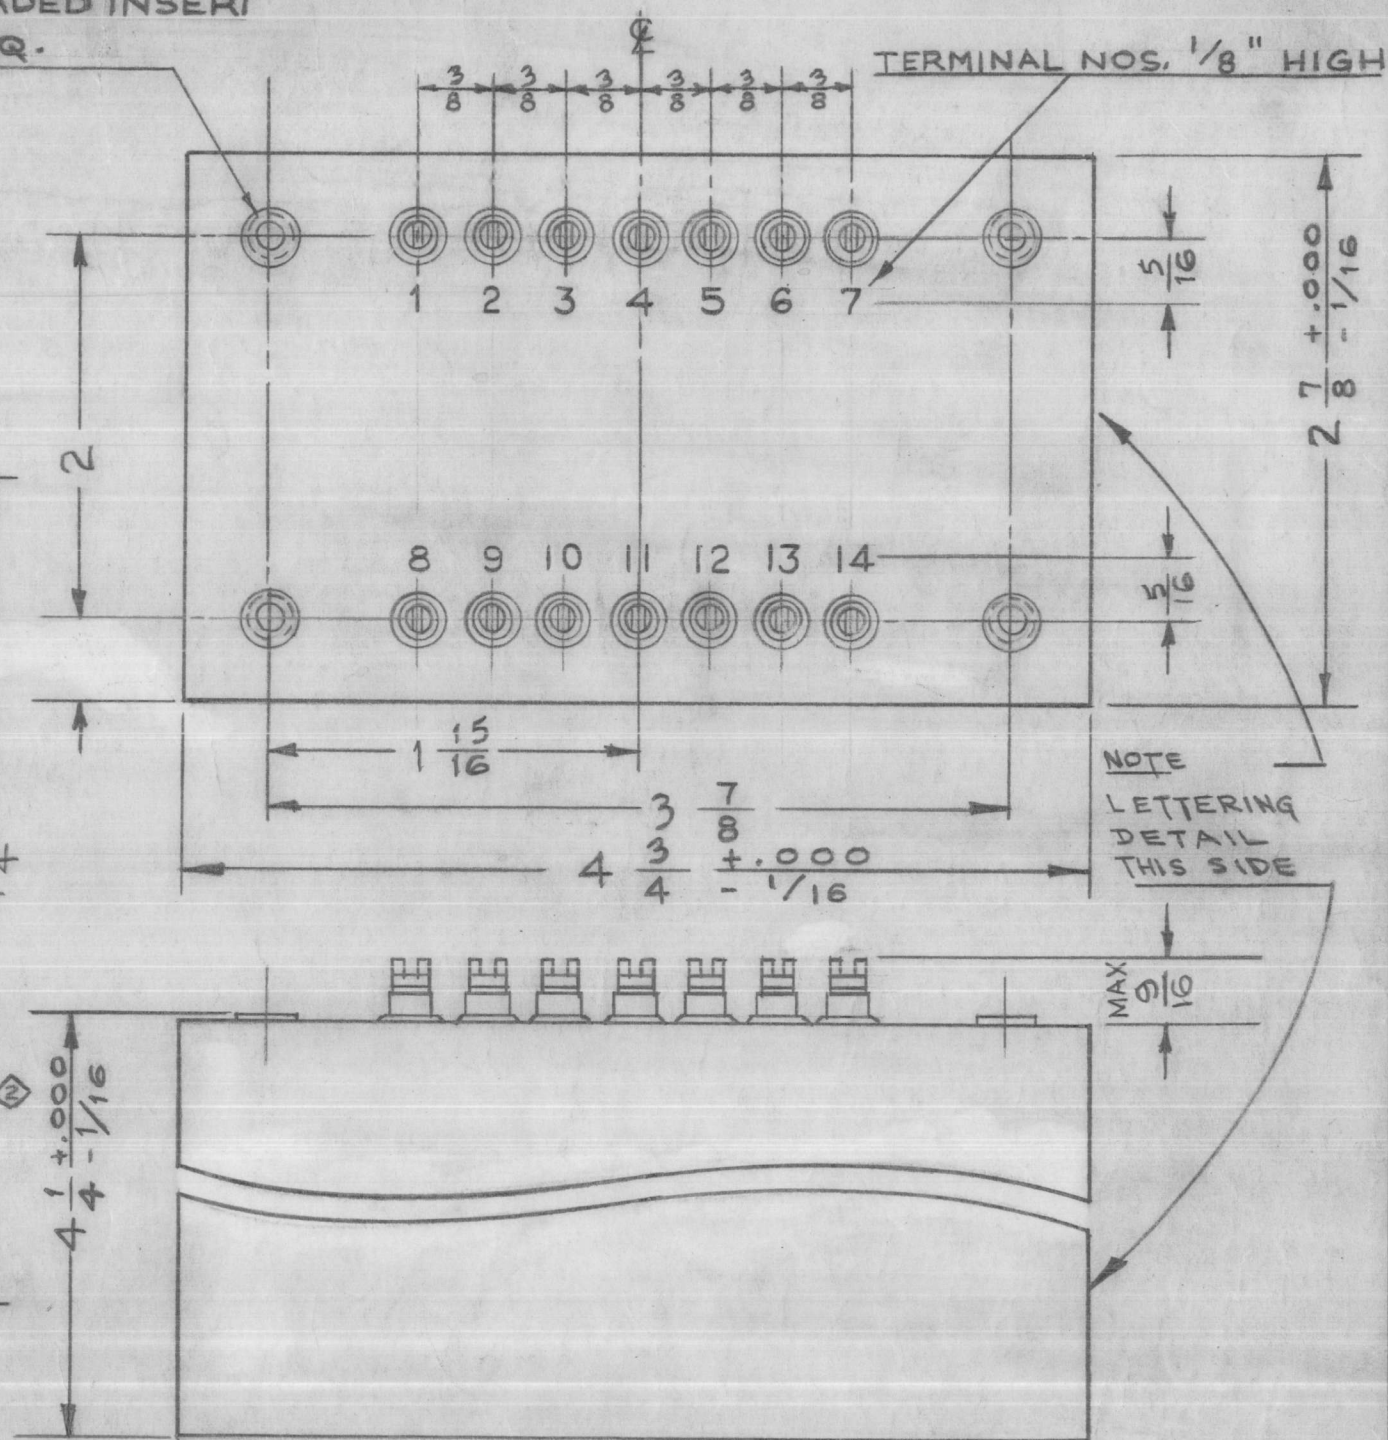 ADED INSERT
Q.
℄
TERMINAL NOS. 1/8" HIGH
3/8 3/8 3/8 3/8 3/8 3/8
1 2 3 4 5 6 7
5/16
2 7/8 +.000 - 1/16
2
8 9 10 11 12 13 14
5/16
1 15/16
3 7/8
4 3/4 +.000 - 1/16
NOTE
LETTERING
DETAIL
THIS SIDE
4
MAX 9/16
2
4 1/4 +.000 - 1/16